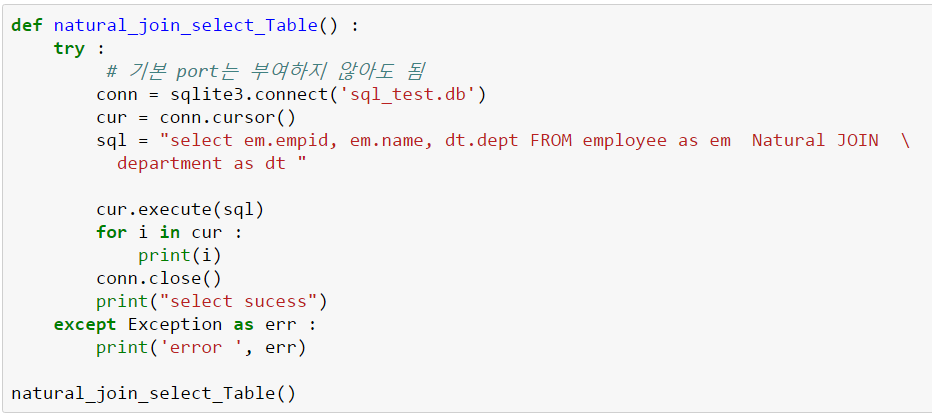 def natural_join_select_Table() :
    try :
         # 기본 port는 부여하지 않아도 됨
        conn = sqlite3.connect('sql_test.db')
        cur = conn.cursor()
        sql = "select em.empid, em.name, dt.dept FROM employee as em  Natural JOIN  \
          department as dt "
        cur.execute(sql)
        for i in cur :
            print(i)
        conn.close()
        print("select sucess")
    except Exception as err :
        print('error ', err)
natural_join_select_Table()